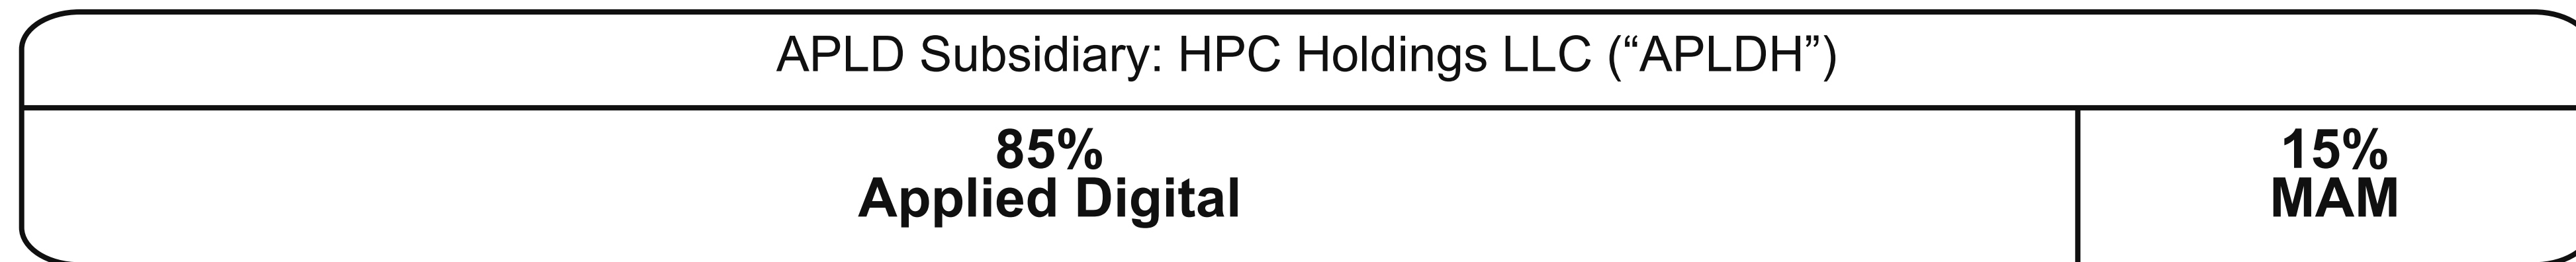 APLD Subsidiary: HPC Holdings LLC (“APLDH”)
85%
Applied Digital
15%
MAM